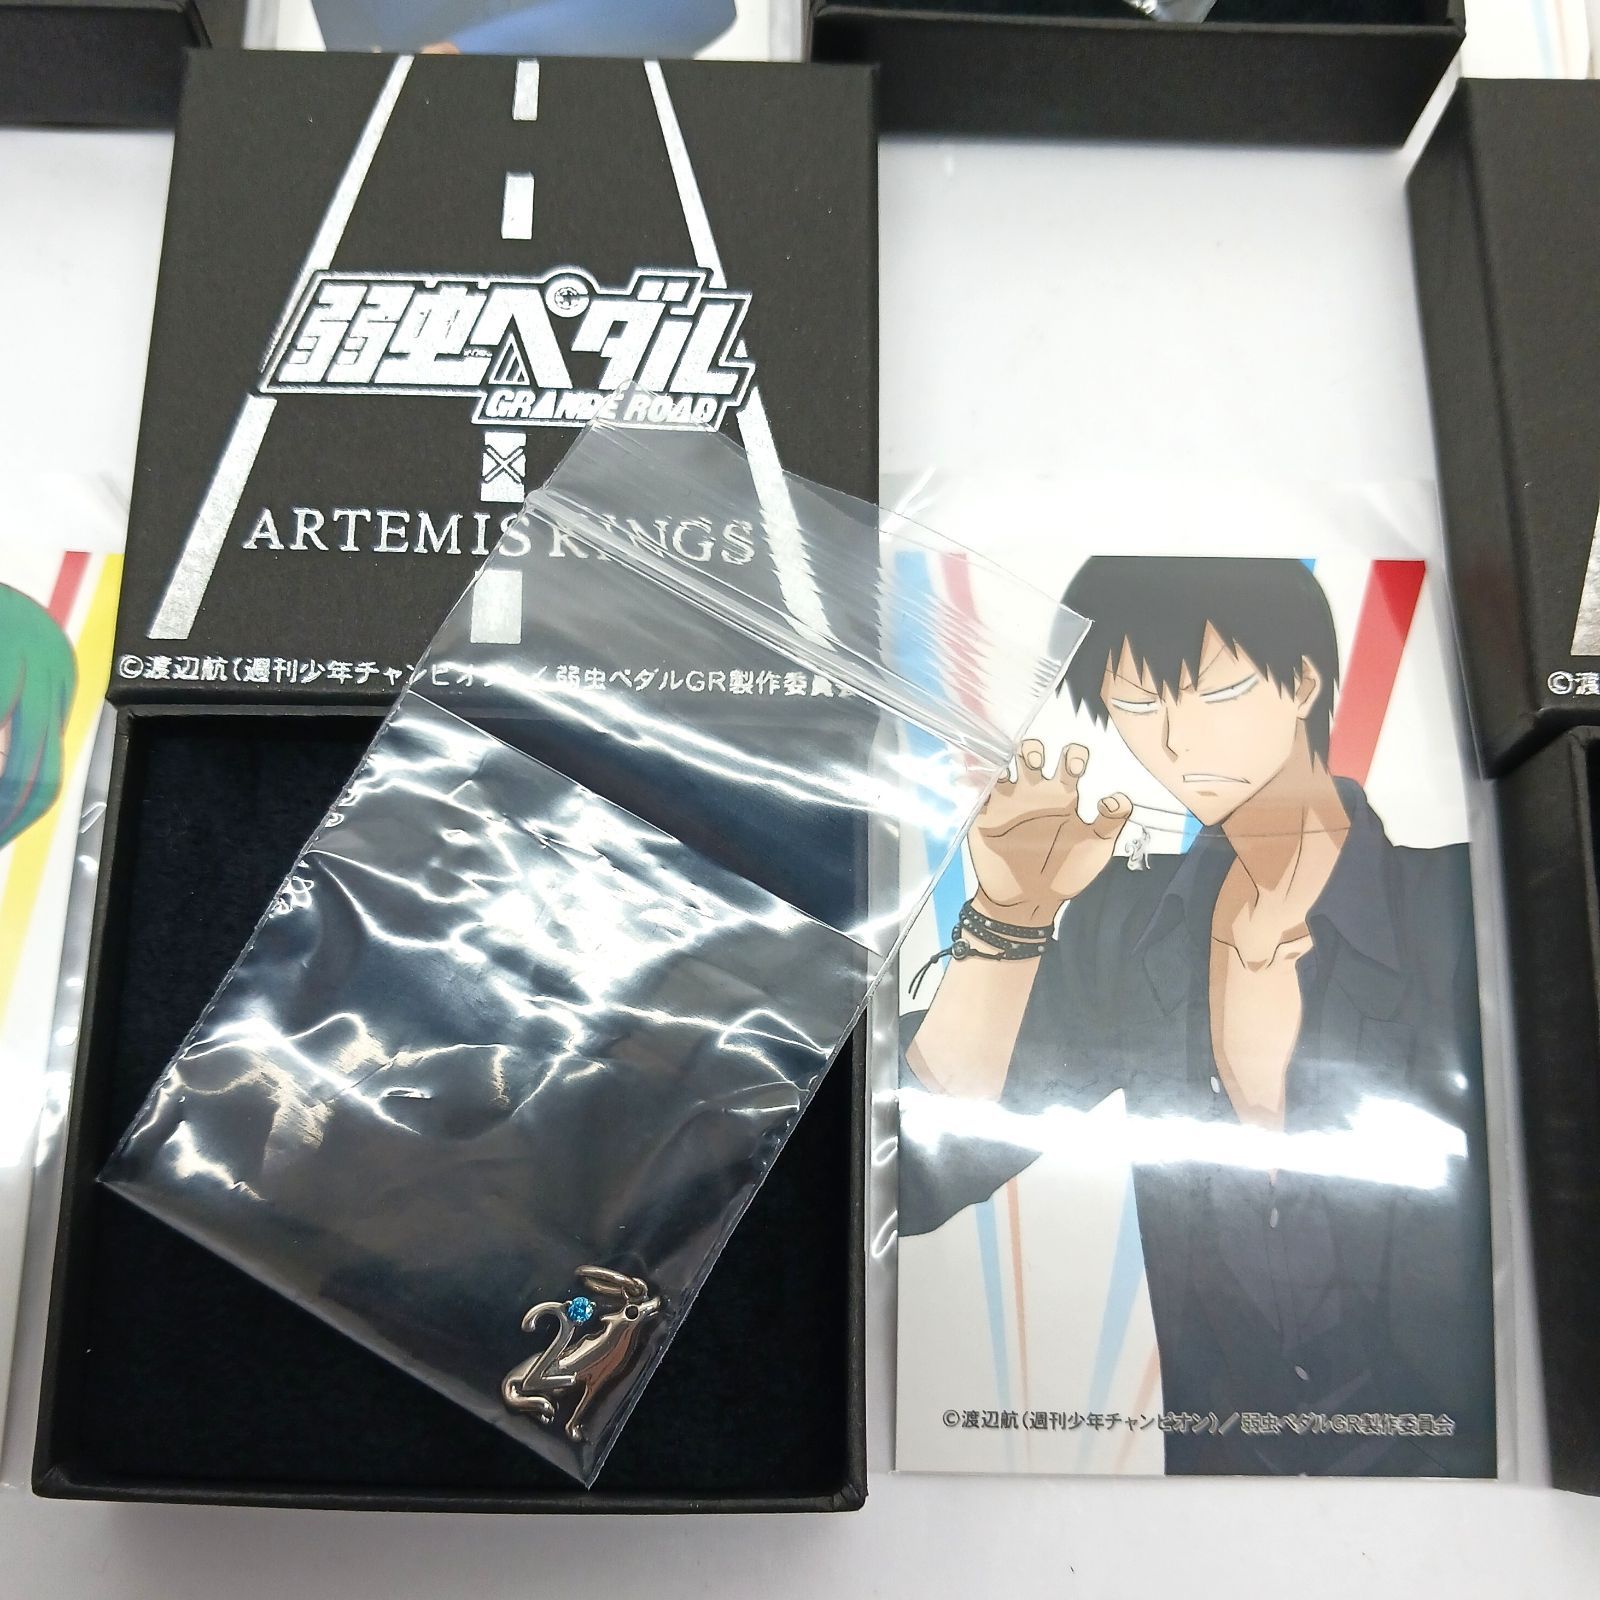 弱虫ペダル
GRANDE ROAD
×
ARTEMIS KINGS
©渡辺航(週刊少年チャンピオン)/弱虫ペダルGR製作委員会
©渡
©渡辺航(週刊少年チャンピオン)/弱虫ペダルGR製作委員会